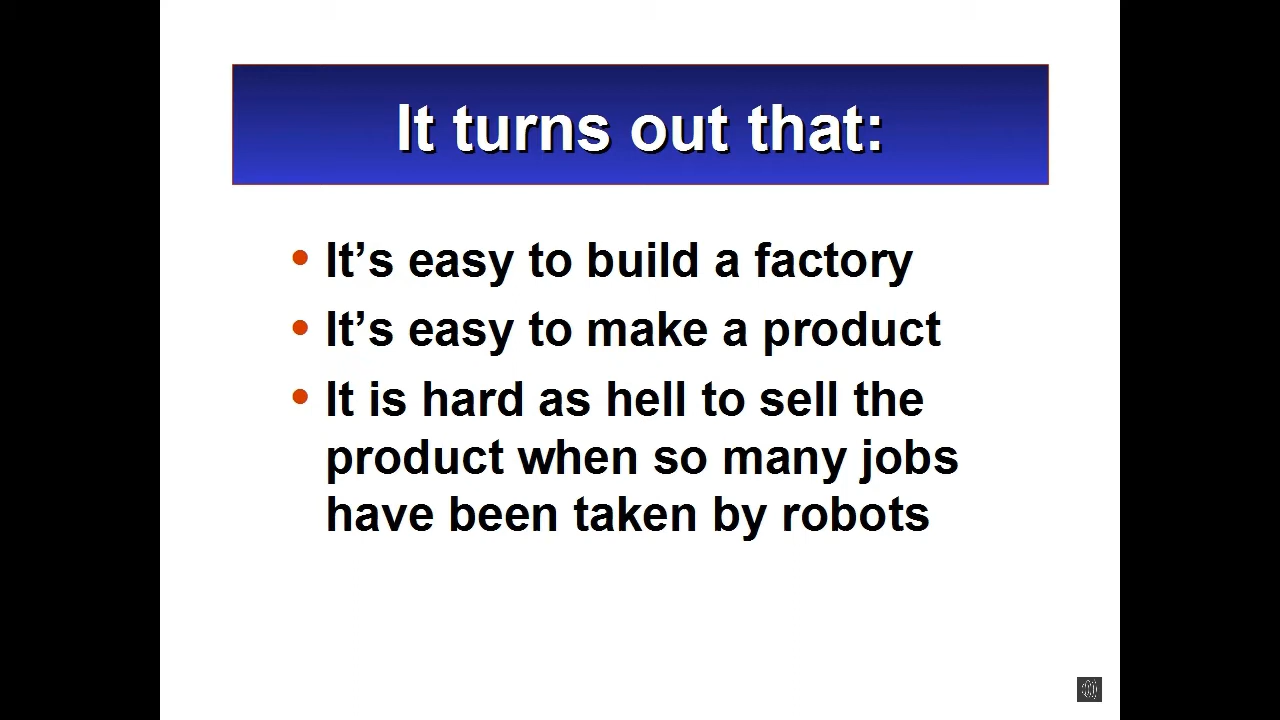 It turns out that:
• It’s easy to build a factory
• It’s easy to make a product
• It is hard as hell to sell the
product when so many jobs
have been taken by robots